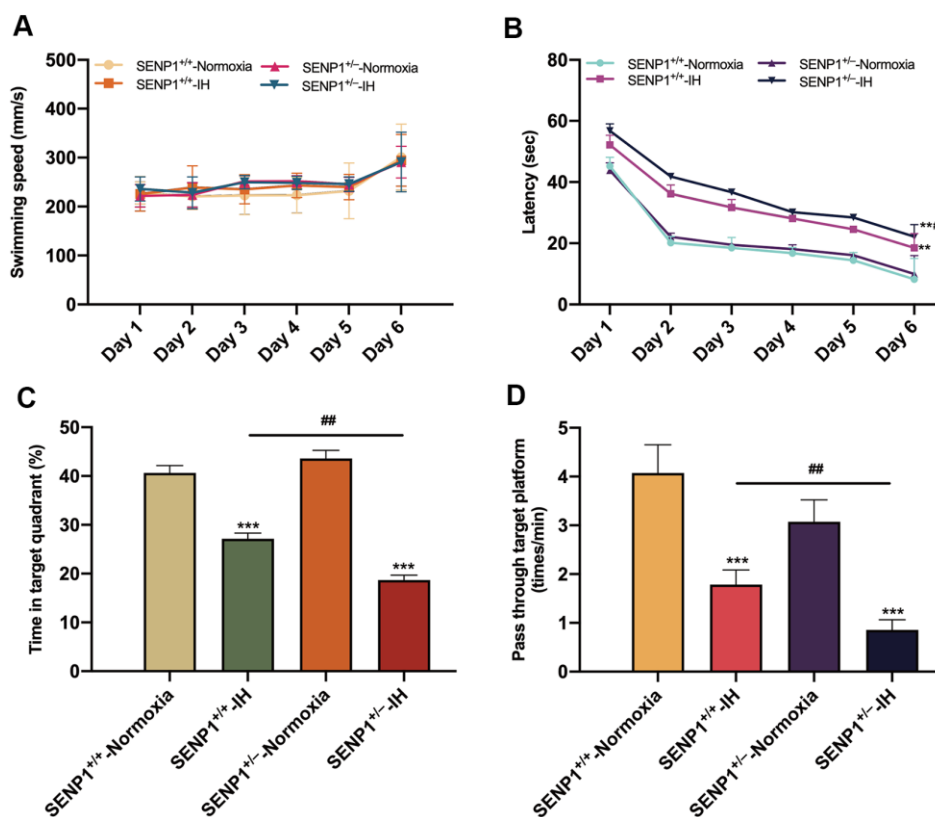 A
SENP1+/+-Normoxia
SENP1+/--Normoxia
SENP1+/+-IH
SENP1+/--IH
Swimming speed (mm/s)
500
400
300
200
100
0
Day 1
Day 2
Day 3
Day 4
Day 5
Day 6
B
SENP1+/+-Normoxia
SENP1+/--Normoxia
SENP1+/+-IH
SENP1+/--IH
Latency (sec)
80
60
40
20
0
**
Day 1
Day 2
Day 3
Day 4
Day 5
Day 6
C
Time in target quadrant (%)
50
40
30
20
10
0
##
***
***
SENP1+/+-Normoxia
SENP1+/+-IH
SENP1+/--Normoxia
SENP1+/--IH
D
Pass through target platform
(times/min)
5
4
3
2
1
0
##
***
***
SENP1+/+-Normoxia
SENP1+/+-IH
SENP1+/--Normoxia
SENP1+/--IH